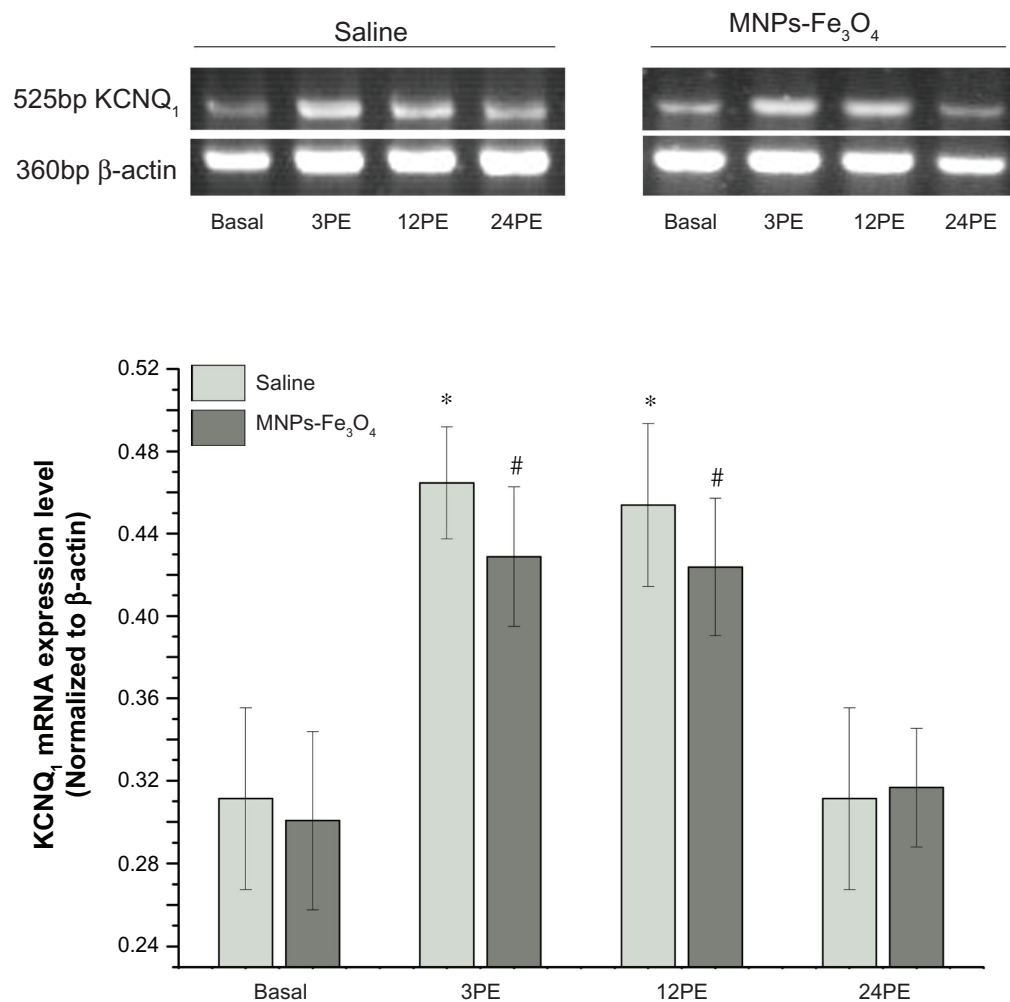 Saline
MNPs-Fe₃O₄
525bp KCNQ₁
360bp β-actin
Basal 3PE 12PE 24PE
Basal 3PE 12PE 24PE
KCNQ₁ mRNA expression level
(Normalized to β-actin)
0.52
0.48
0.44
0.40
0.36
0.32
0.28
0.24
Saline
MNPs-Fe₃O₄
*
#
*
#
Basal 3PE 12PE 24PE